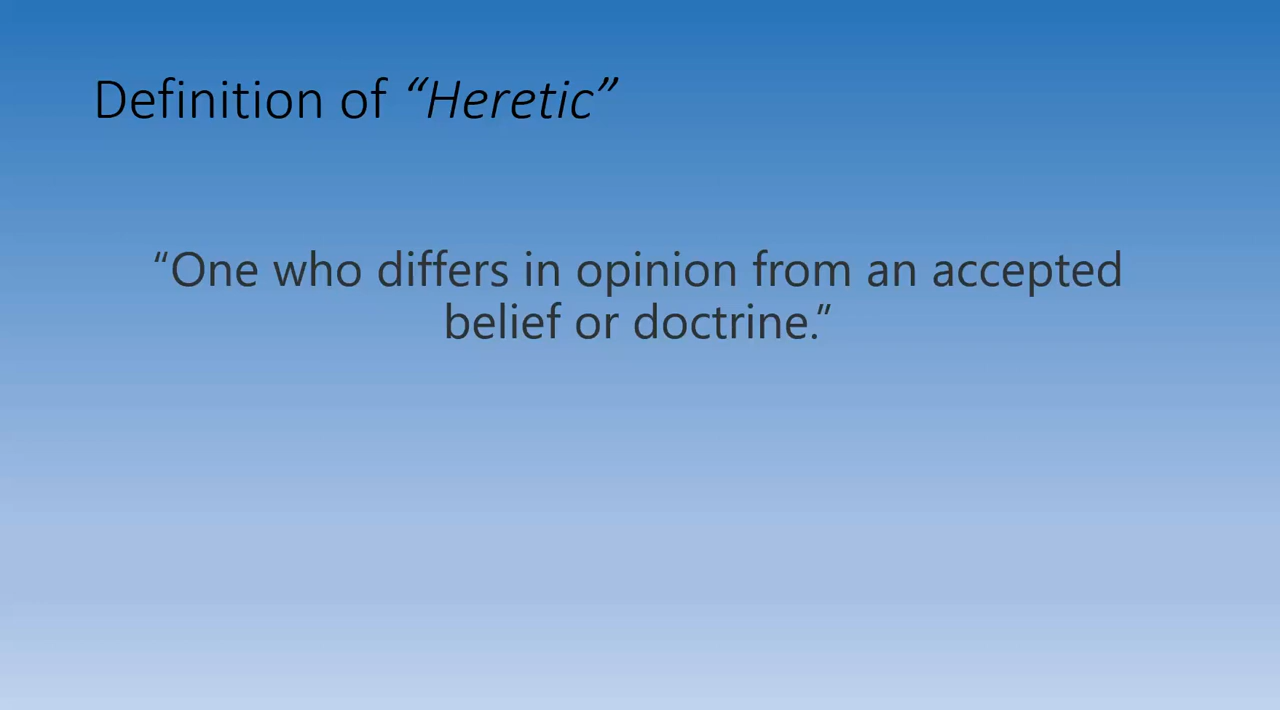 Definition of “Heretic”
“One who differs in opinion from an accepted
belief or doctrine.”